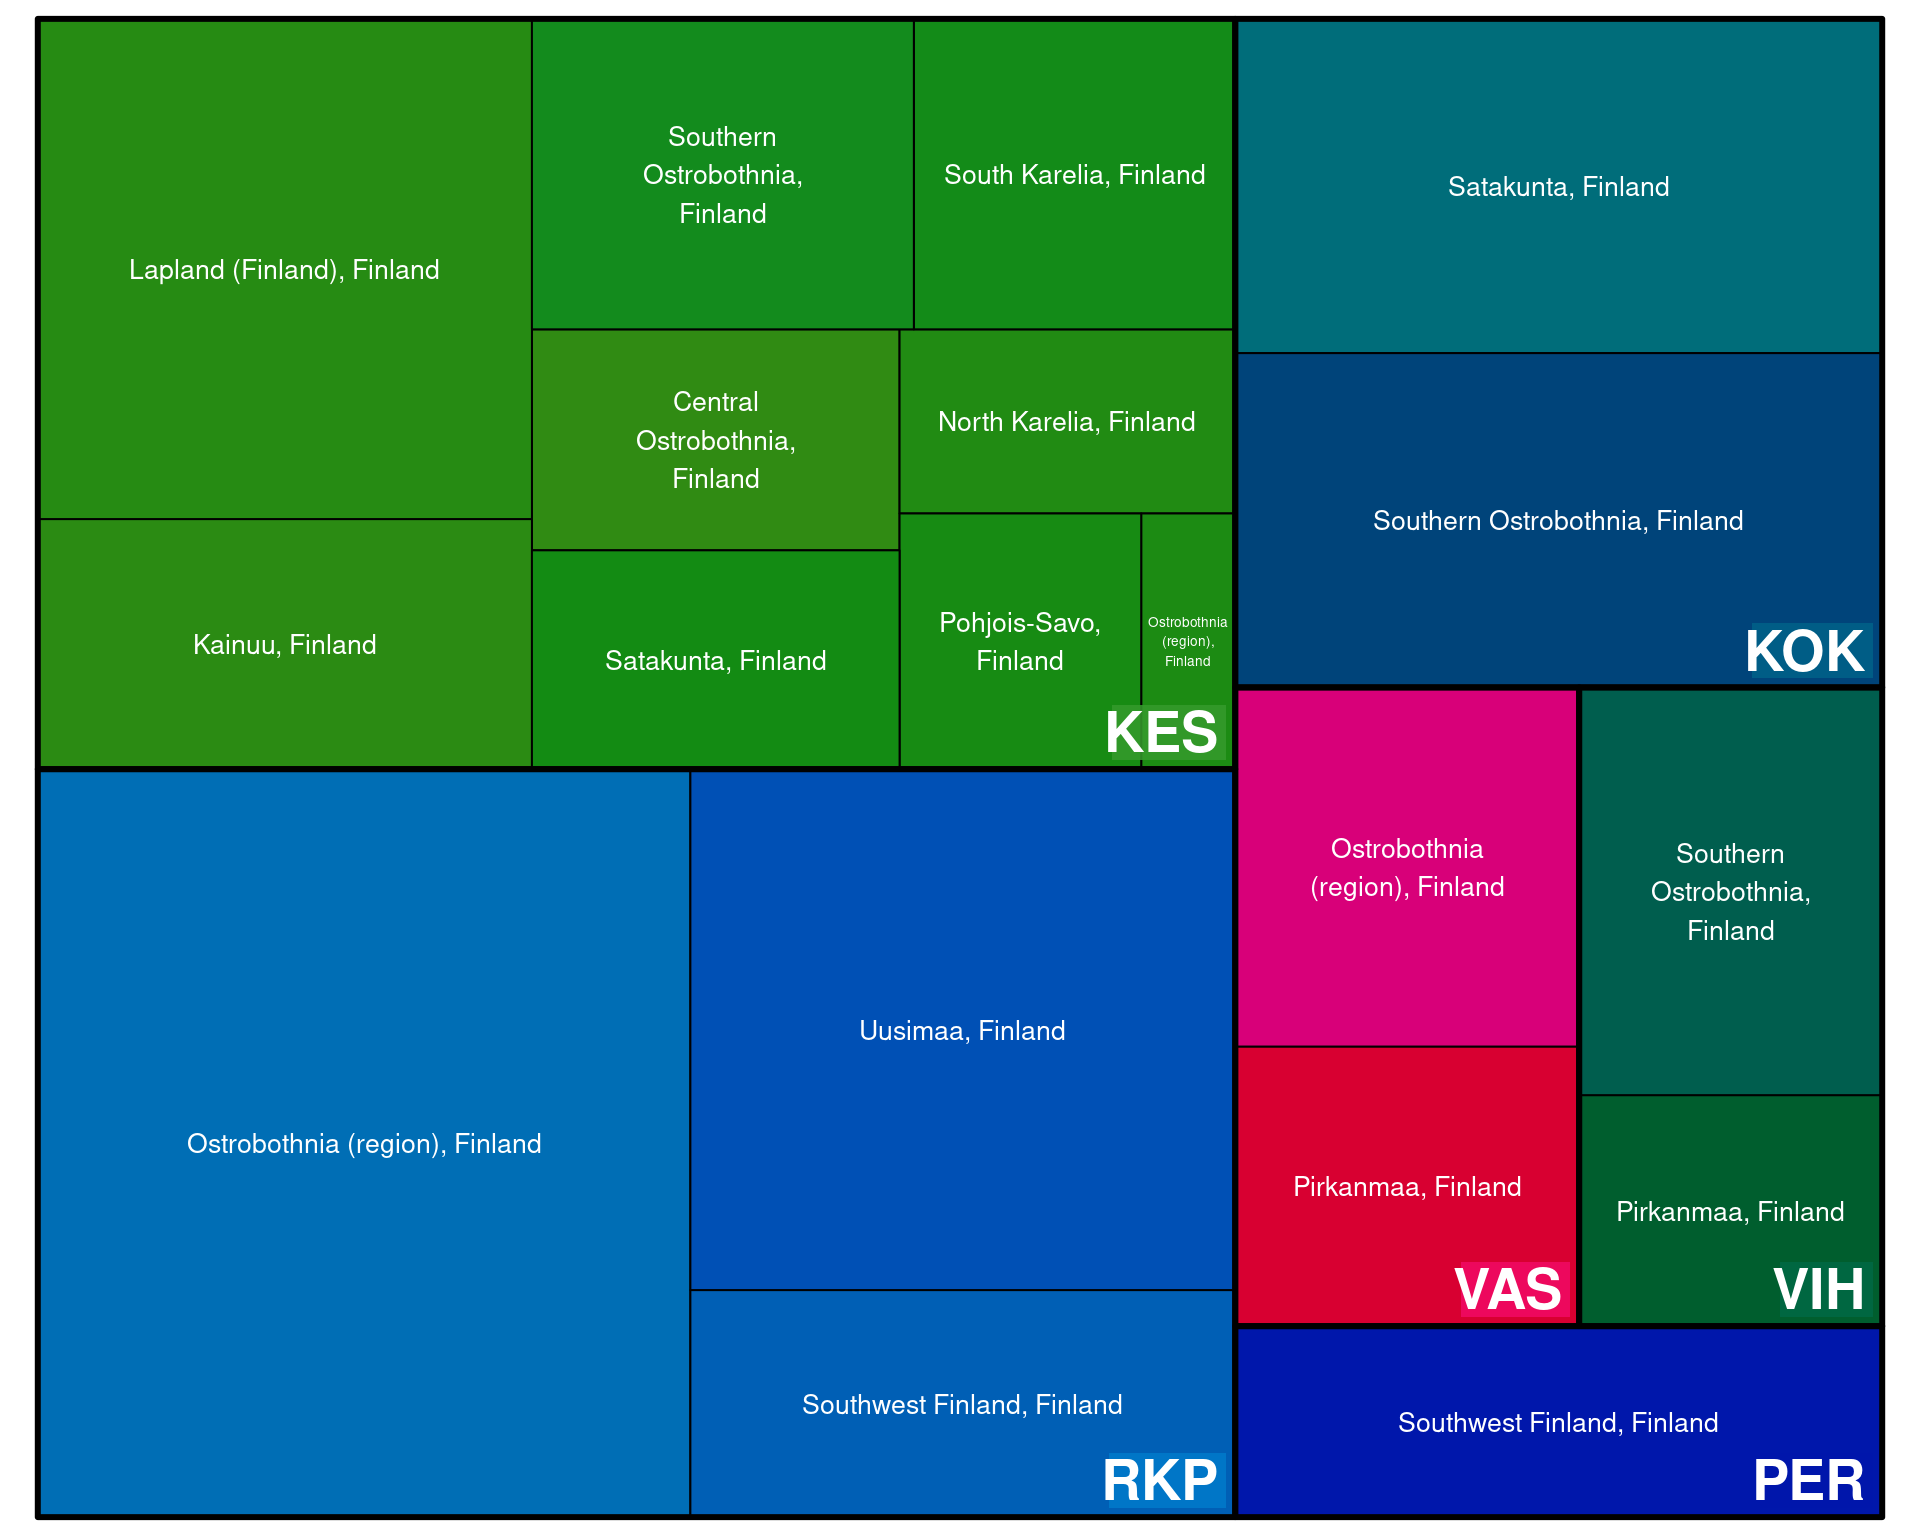 Lapland (Finland), Finland
Kainuu, Finland
Southern
Ostrobothnia,
Finland
South Karelia, Finland
Central
Ostrobothnia,
Finland
North Karelia, Finland
Satakunta, Finland
Pohjois-Savo,
Finland
Ostrobothnia
(region),
Finland
KES
Ostrobothnia (region), Finland
Uusimaa, Finland
Southwest Finland, Finland
RKP
Satakunta, Finland
Southern Ostrobothnia, Finland
KOK
Ostrobothnia
(region), Finland
Pirkanmaa, Finland
VAS
Southern
Ostrobothnia,
Finland
Pirkanmaa, Finland
VIH
Southwest Finland, Finland
PER